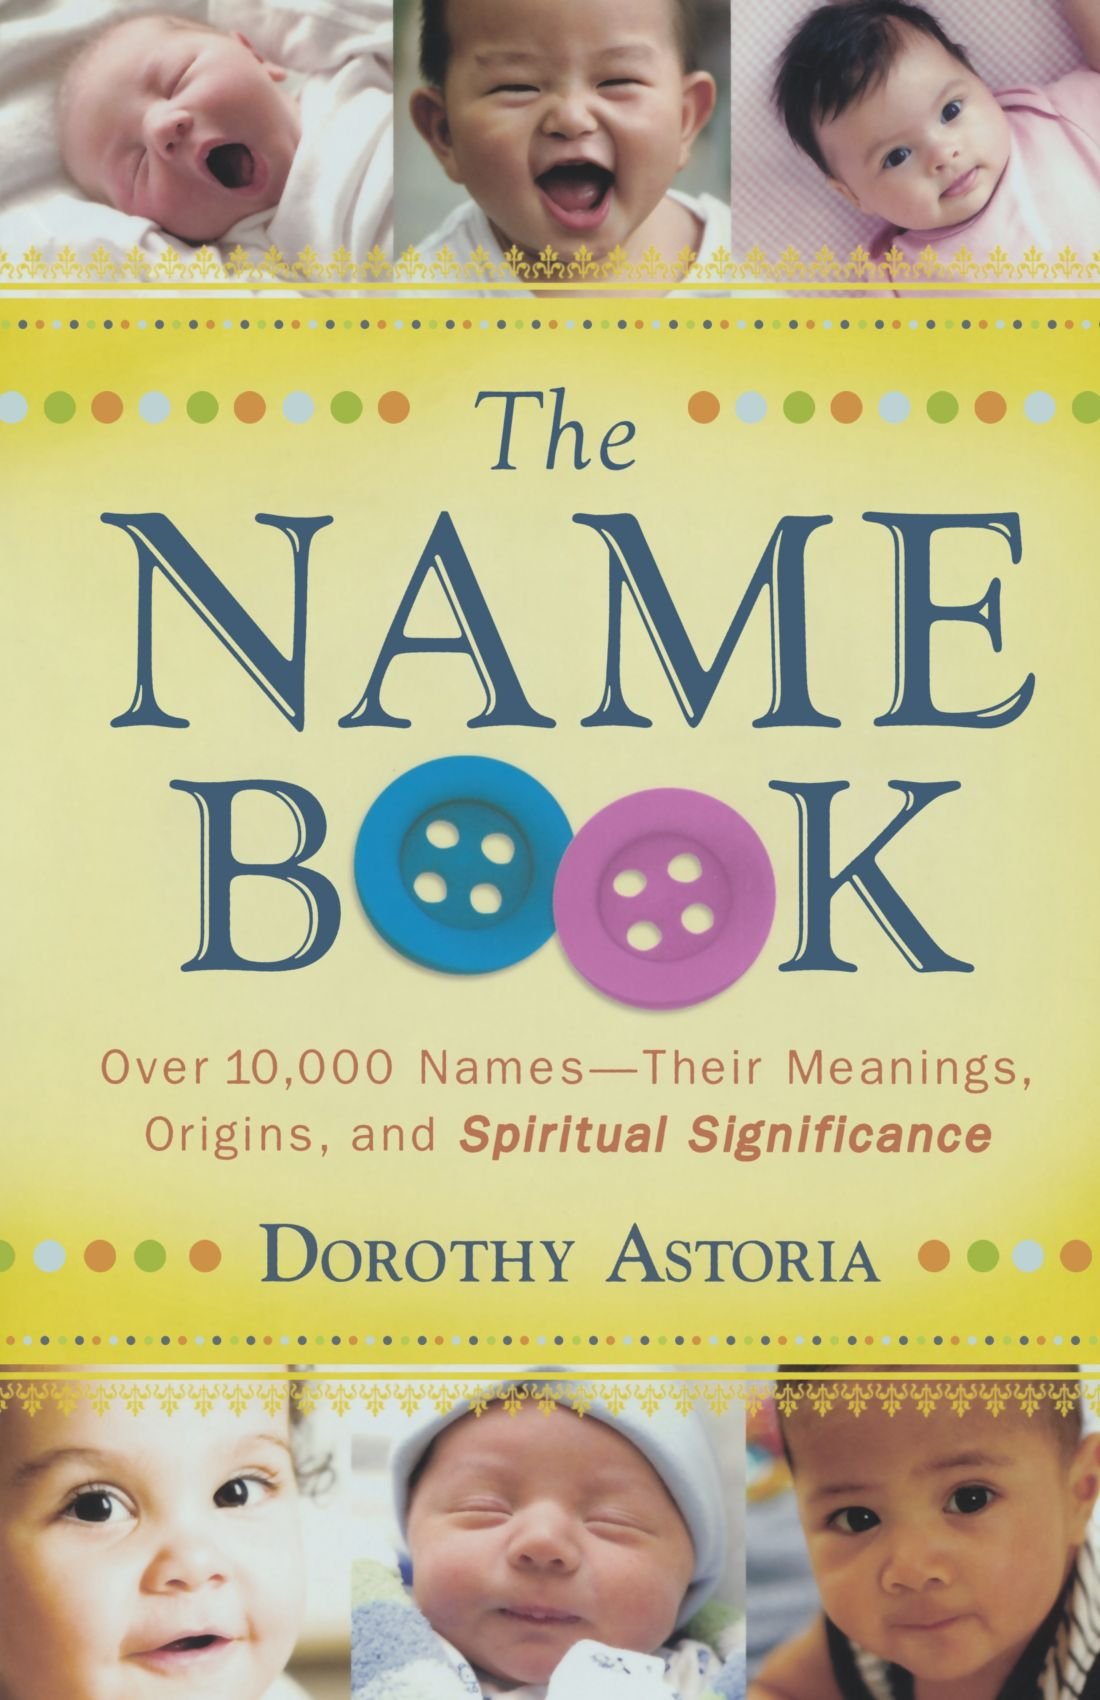 The
NAME
BOOK
Over 10,000 Names—Their Meanings,
Origins, and Spiritual Significance
DOROTHY ASTORIA